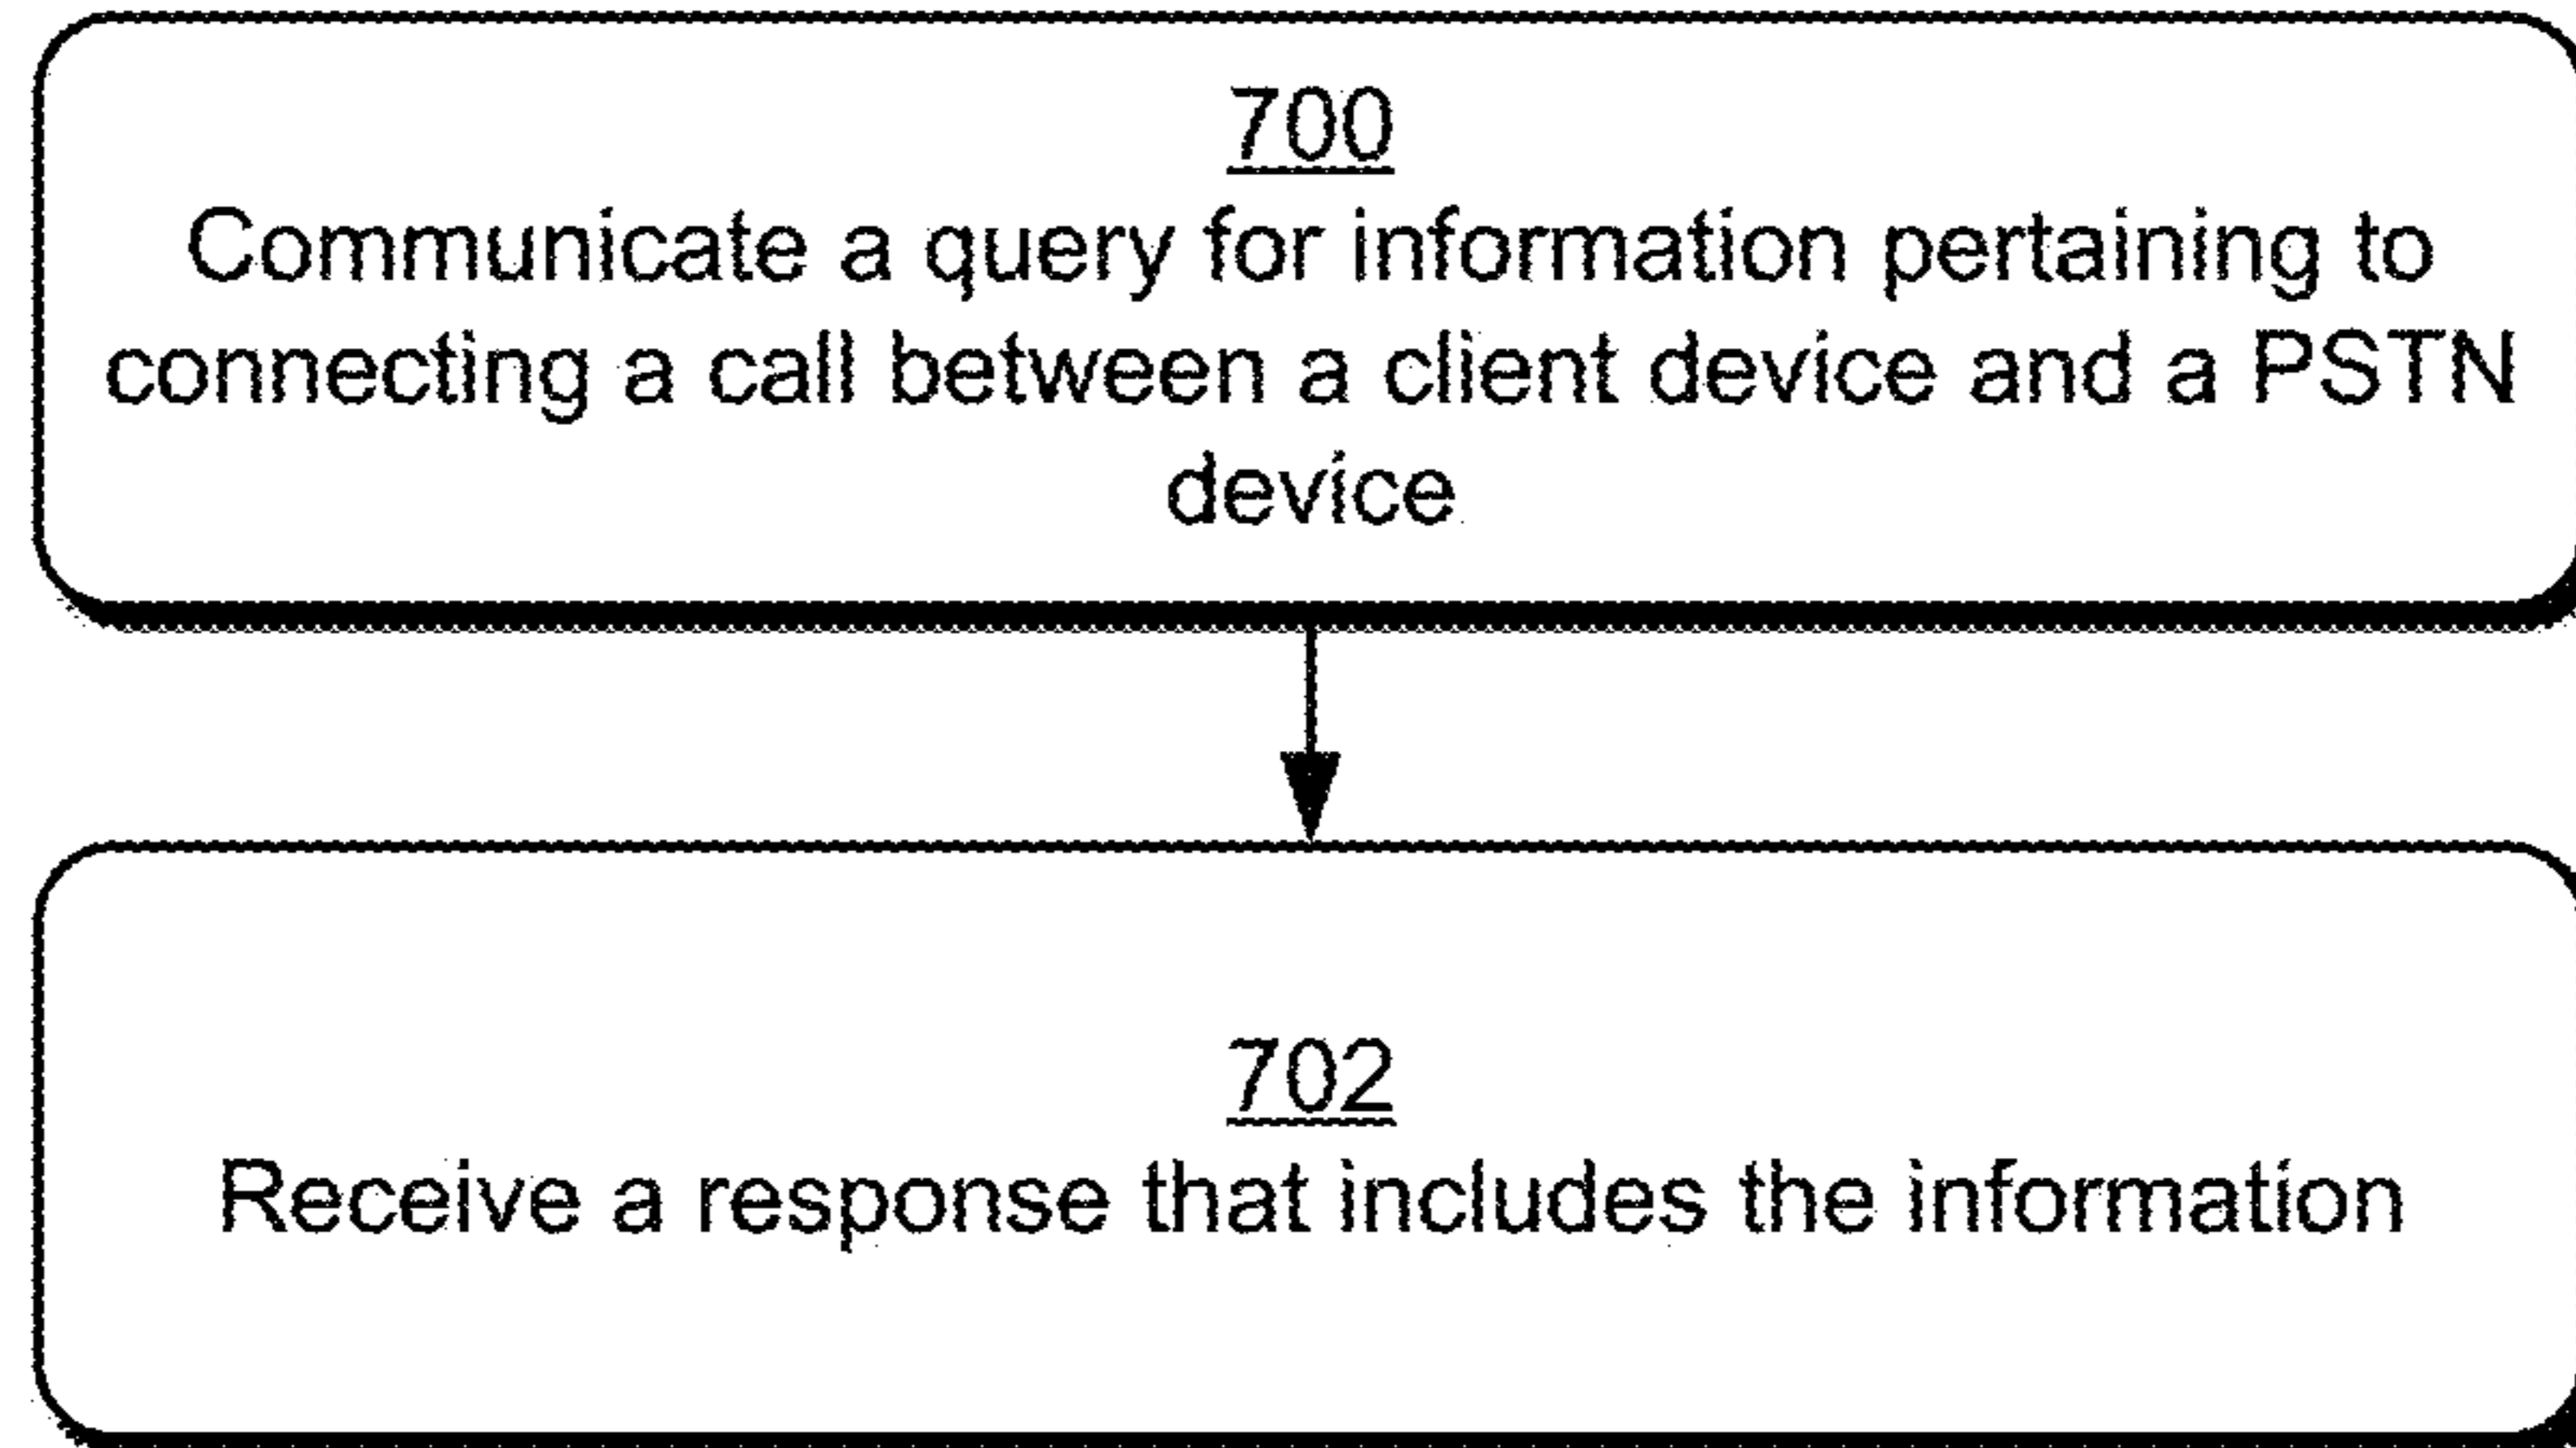 700
Communicate a query for information pertaining to
connecting a call between a client device and a PSTN
device
702
Receive a response that includes the information